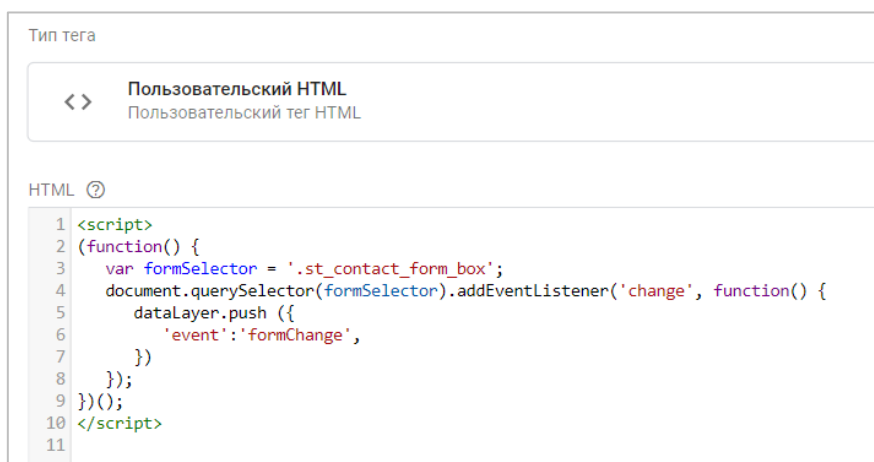 Тип тега
<> Пользовательский HTML
Пользовательский тег HTML
HTML ?
1 <script>
2 (function() {
3    var formSelector = '.st_contact_form_box';
4    document.querySelector(formSelector).addEventListener('change', function() {
5       dataLayer.push ({
6          'event':'formChange',
7       })
8    });
9 })();
10 </script>
11